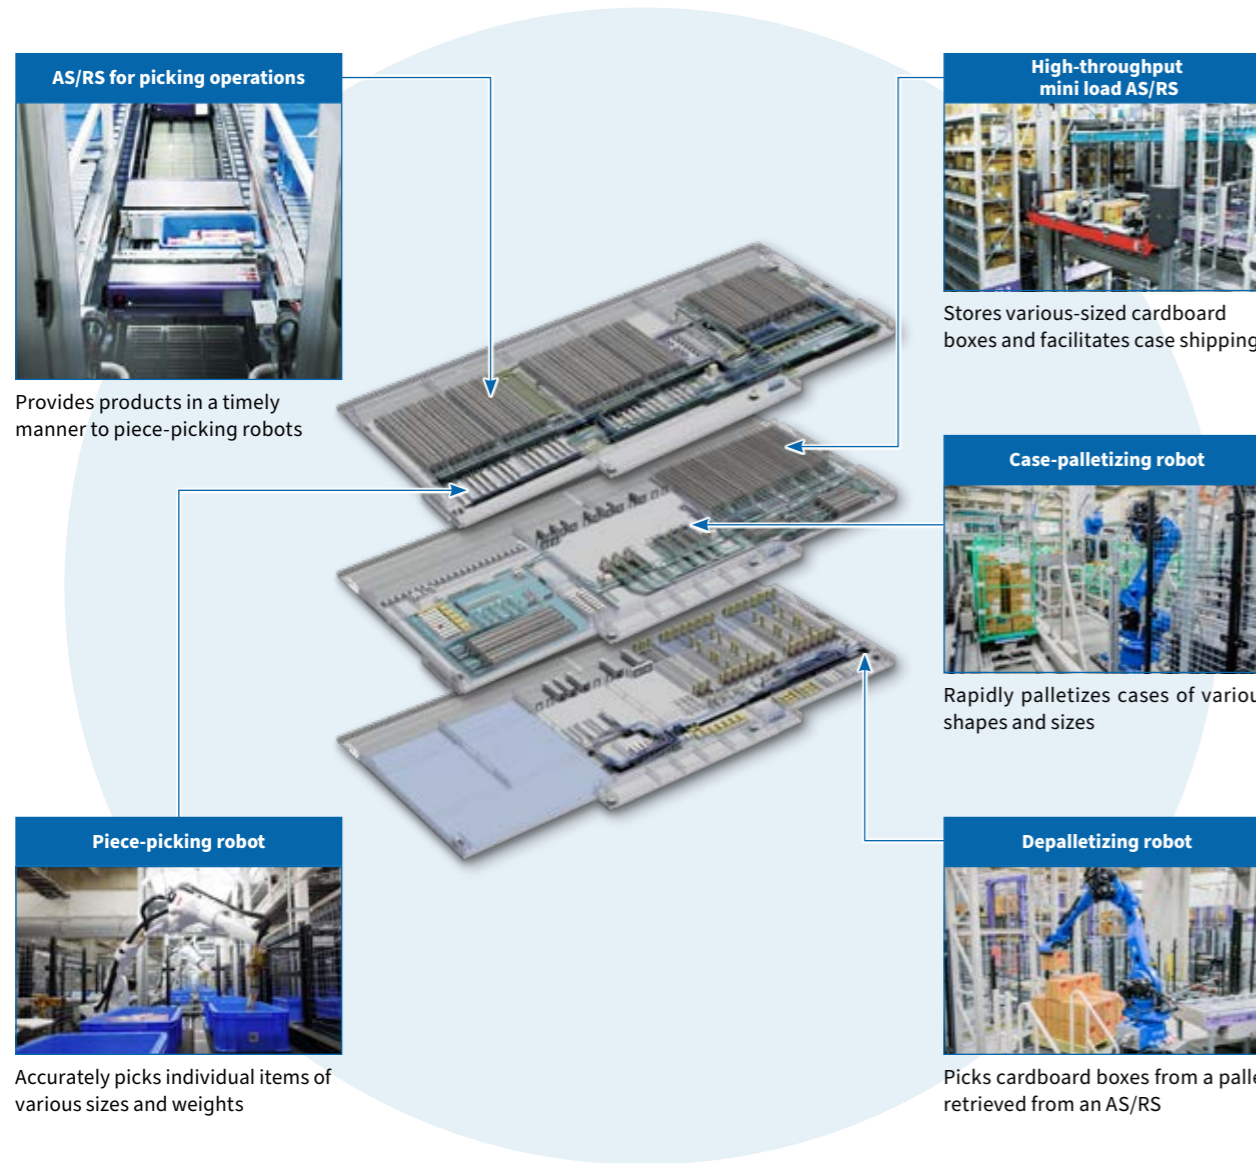 AS/RS for picking operations
Provides products in a timely
manner to piece-picking robots
Piece-picking robot
Accurately picks individual items of
various sizes and weights
High-throughput
mini load AS/RS
Stores various-sized cardboard
boxes and facilitates case shipping
Case-palletizing robot
Rapidly palletizes cases of variou
shapes and sizes
Depalletizing robot
Picks cardboard boxes from a palle
retrieved from an AS/RS